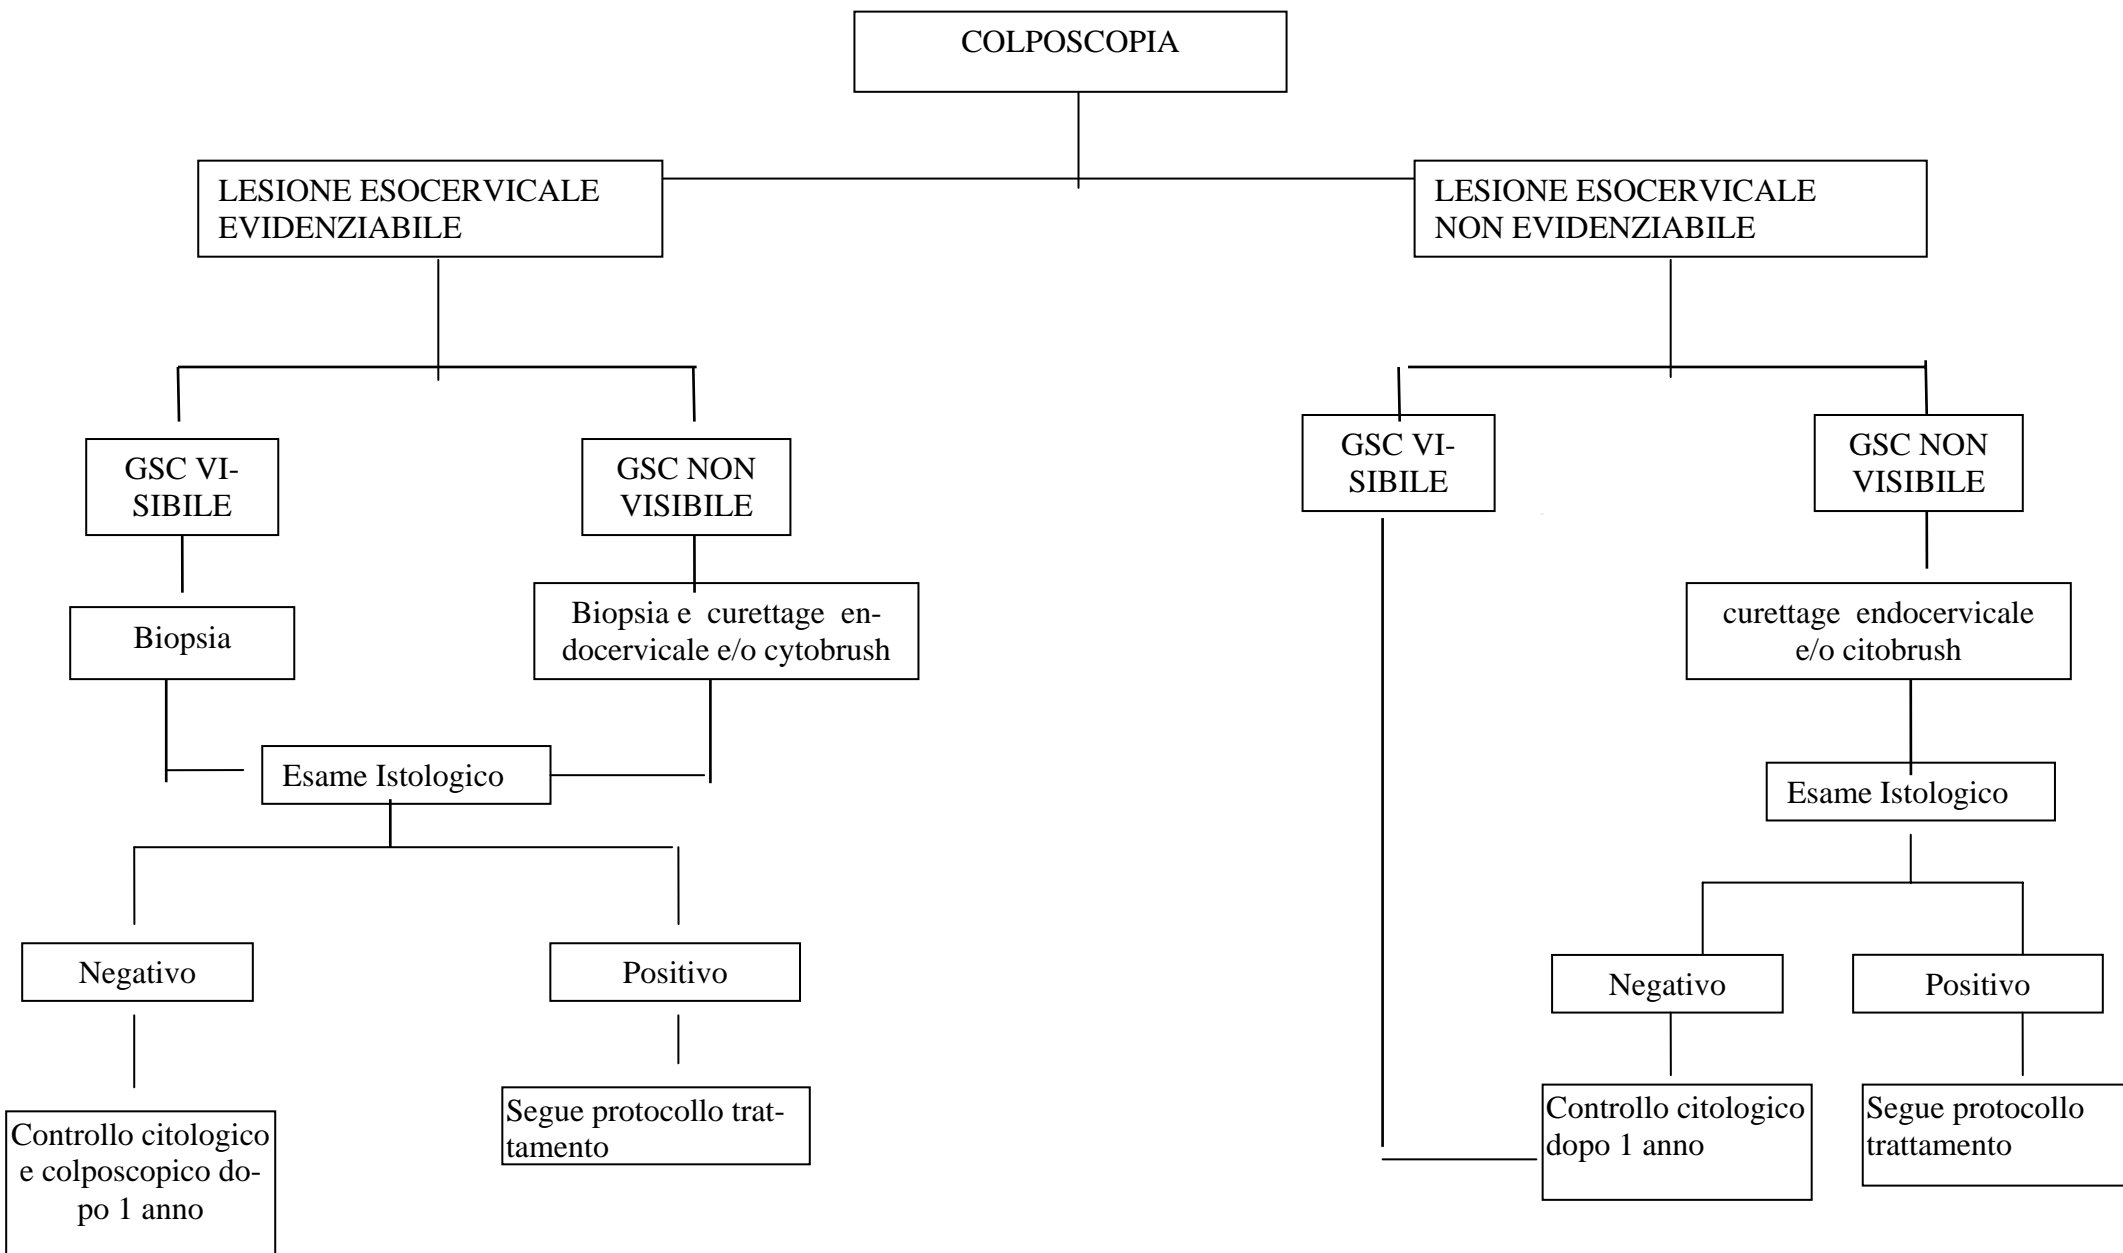 COLPOSCOPIA
LESIONE ESOCERVICALE
EVIDENZIABILE
LESIONE ESOCERVICALE
NON EVIDENZIABILE
GSC VI-
SIBILE
GSC NON
VISIBILE
GSC VI-
SIBILE
GSC NON
VISIBILE
Biopsia
Biopsia e curettage en-
docervicale e/o cytobrush
curettage endocervicale
e/o citobrush
Esame Istologico
Esame Istologico
Negativo
Positivo
Negativo
Positivo
Controllo citologico
e colposcopico do-
po 1 anno
Segue protocollo trat-
tamento
Controllo citologico
dopo 1 anno
Segue protocollo
trattamento